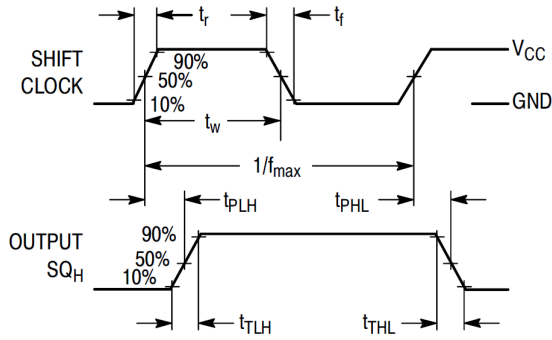 tr tf
SHIFT CLOCK
90%
50%
10%
VCC
GND
tw
1/fmax
tPLH tPHL
OUTPUT SQH
90%
50%
10%
tTLH tTHL